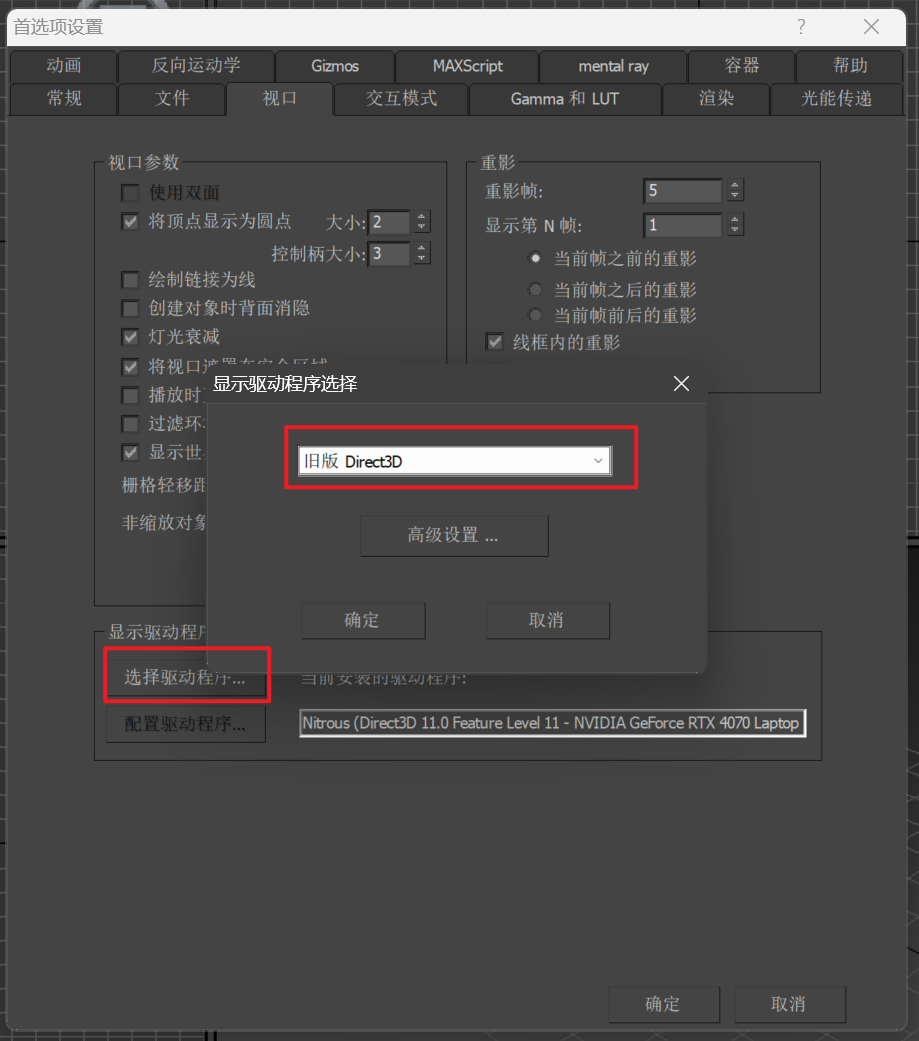 首选项设置
动画 反向运动学 Gizmos MAXScript mental ray 容器 帮助
常规 文件 视口 交互模式 Gamma 和 LUT 渲染 光能传递
视口参数
使用双面
将顶点显示为圆点 大小: 2
控制柄大小: 3
绘制链接为线
创建对象时背面消隐
灯光衰减
将视口遮罩在安全区域
播放时
过滤环
显示世
栅格轻移距
非缩放对象
重影
重影帧: 5
显示第 N 帧: 1
当前帧之前的重影
当前帧之后的重影
当前帧前后的重影
线框内的重影
显示驱动程序选择
旧版 Direct3D
高级设置 ...
确定 取消
显示驱动程序
选择驱动程序... 当前安装的驱动程序:
配置驱动程序... Nitrous (Direct3D 11.0 Feature Level 11 - NVIDIA GeForce RTX 4070 Laptop
确定 取消